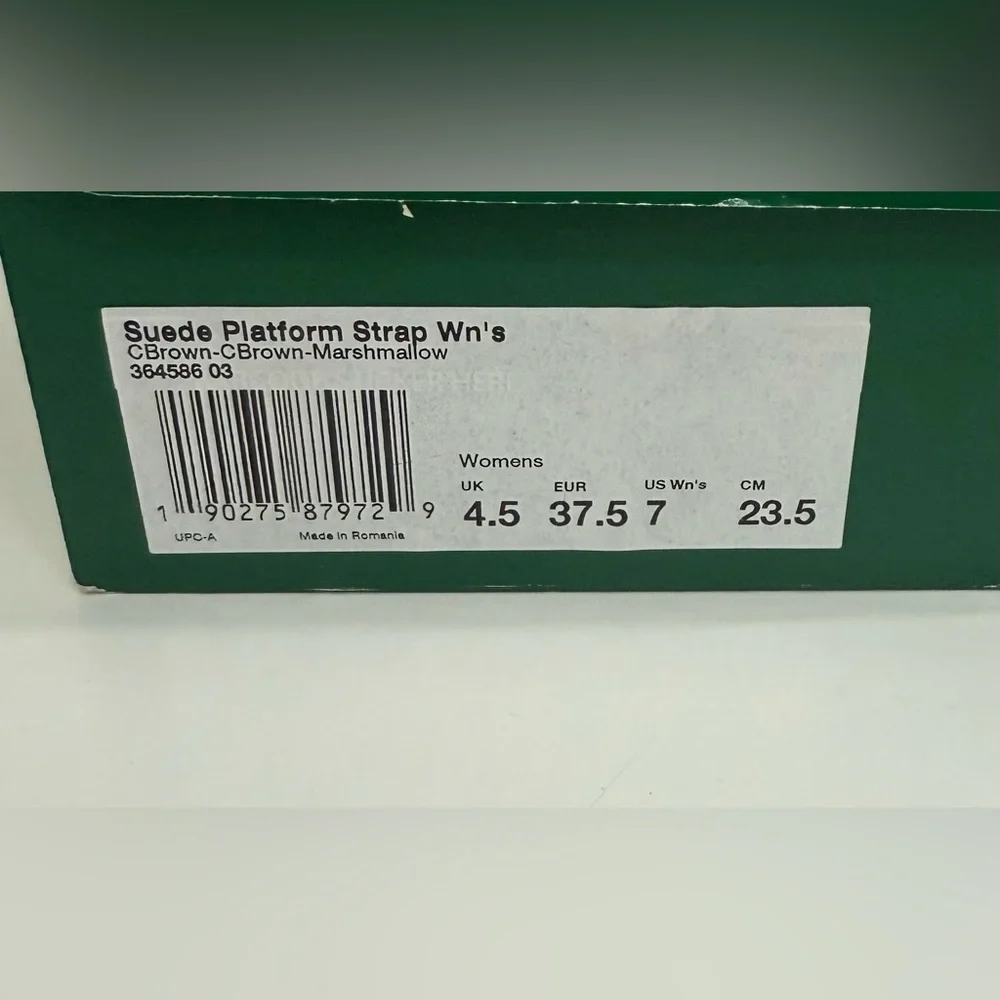 Suede Platform Strap Wn's
CBrown-CBrown-Marshmallow
364586 03
Womens
UK EUR US Wn's CM
4.5 37.5 7 23.5
1 90275 87972 9
UPC-A Made in Romania